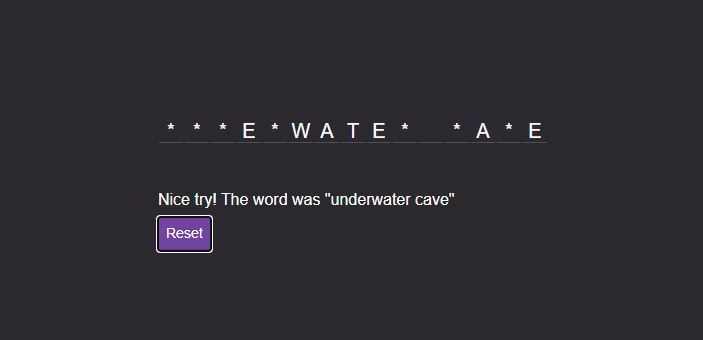 * * * E * W A T E * * A * E
Nice try! The word was "underwater cave"
Reset